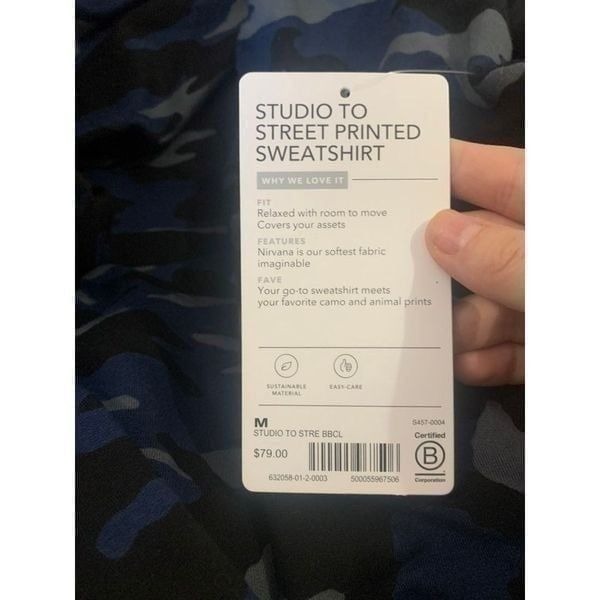 STUDIO TO
STREET PRINTED
SWEATSHIRT
WHY WE LOVE IT
FIT
Relaxed with room to move
Covers your assets
FEATURES
Nirvana is our softest fabric
imaginable
FAVE
Your go-to sweatshirt meets
your favorite camo and animal prints
SUSTAINABLE
MATERIAL
EASY-CARE
M
S457-0004
STUDIO TO STRE BBCL
$79.00
632058-01-2-0003
500055967506
Certified
B
Corporation